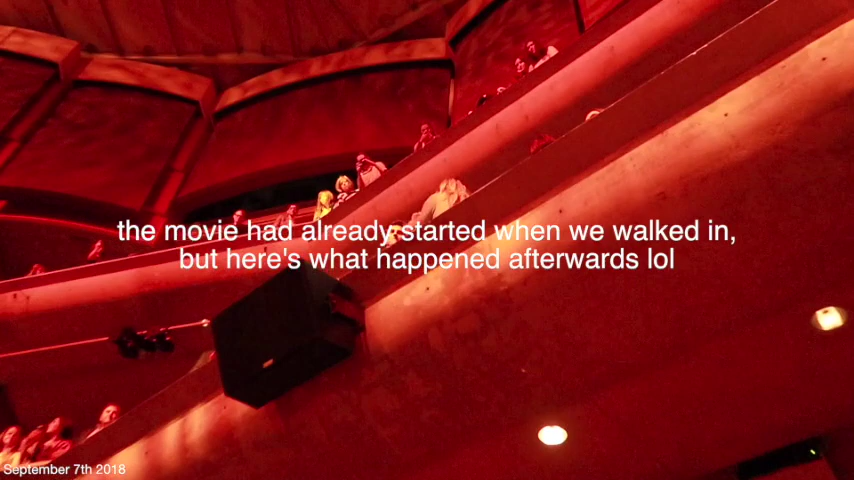 the movie had already started when we walked in,
but here's what happened afterwards lol
September 7th 2018